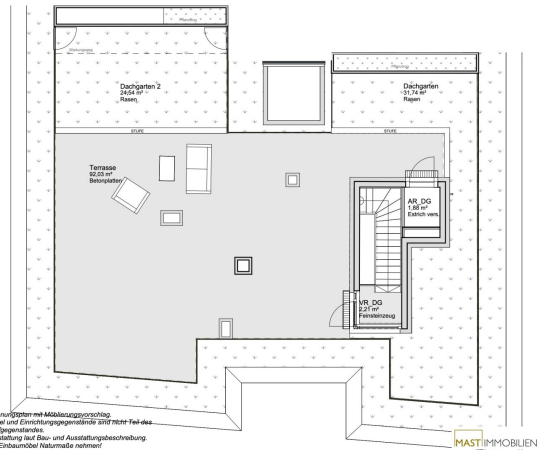 Dachgarten 2
24,54 m²
Rasen
Dachgarten
31,74 m²
Rasen
STUFE
STUFE
Terrasse
92,03 m²
Betonplatten
AR_DG
1,88 m²
Estrich vers.
VR_DG
2,21 m²
Feinsteinzeug
nungsplan mit Möblierungsvorschlag.
el und Einrichtungsgegenstände sind nicht Teil des
gegenstandes.
stattung laut Bau- und Ausstattungsbeschreibung.
Einbaumöbel Naturmaße nehmen!
MAST IMMOBILIEN